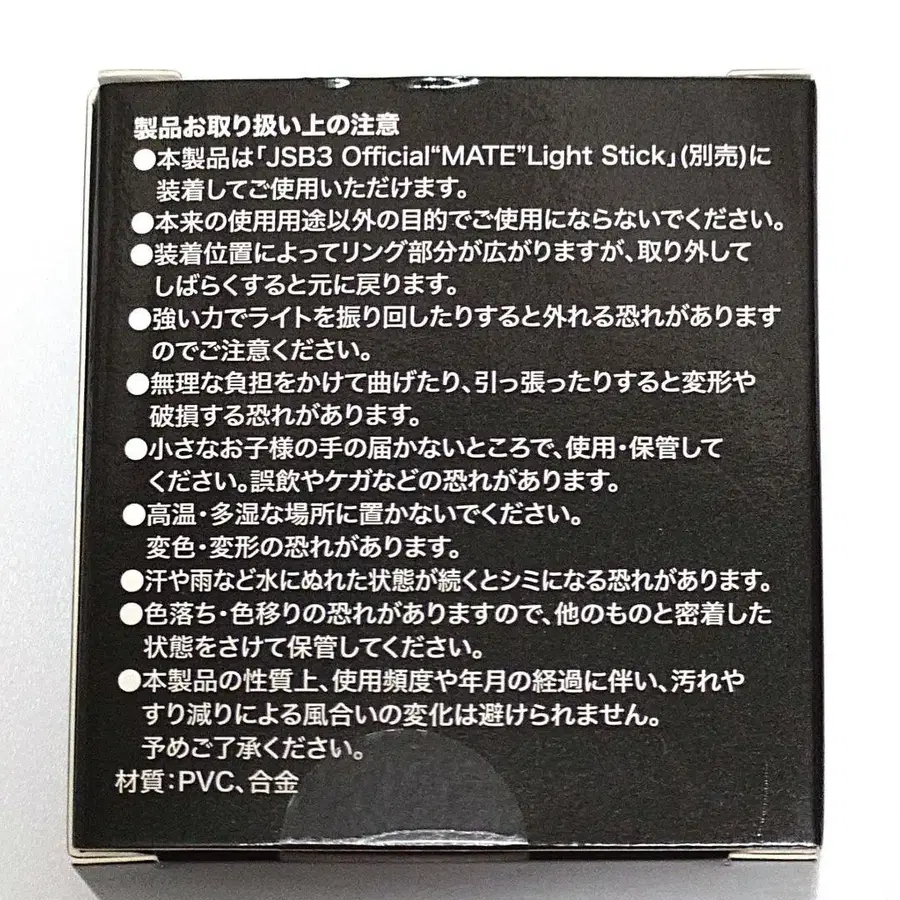 製品お取り扱い上の注意
●本製品は「JSB3 Official“MATE”Light Stick」(別売)に
装着してご使用いただけます。
●本来の使用用途以外の目的でご使用にならないでください。
●装着位置によってリング部分が広がりますが、取り外して
しばらくすると元に戻ります。
●強い力でライトを振り回したりすると外れる恐れがあります
のでご注意ください。
●無理な負担をかけて曲げたり、引っ張ったりすると変形や
破損する恐れがあります。
●小さなお子様の手の届かないところで、使用・保管して
ください。誤飲やケガなどの恐れがあります。
●高温・多湿な場所に置かないでください。
変色・変形の恐れがあります。
●汗や雨など水にぬれた状態が続くとシミになる恐れがあります。
●色落ち・色移りの恐れがありますので、他のものと密着した
状態をさけて保管してください。
●本製品の性質上、使用頻度や年月の経過に伴い、汚れや
すり減りによる風合いの変化は避けられません。
予めご了承ください。
材質：PVC、合金